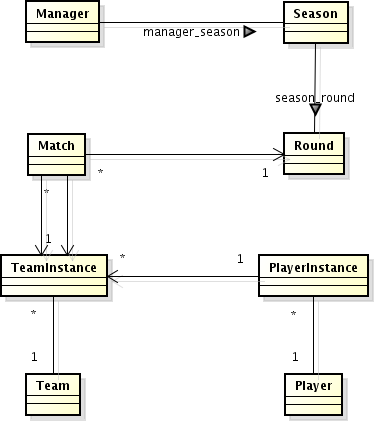 Manager
Season
manager_season
season_round
Match
Round
*
1
*
1
TeamInstance
*
1
PlayerInstance
*
*
1
1
Team
Player